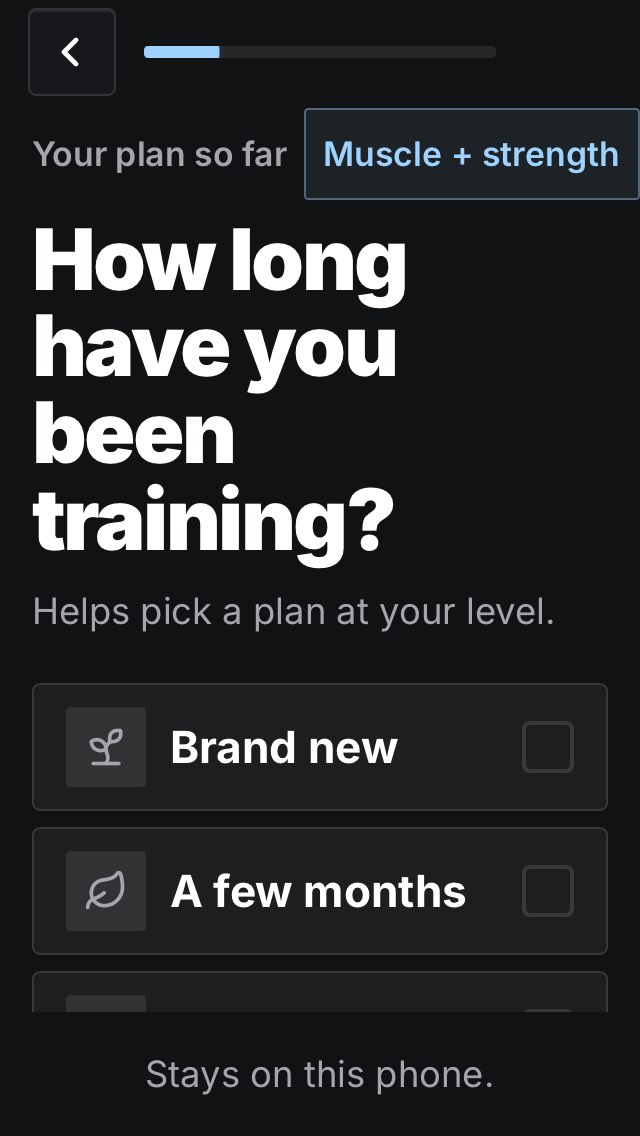 Your plan so far Muscle + strength
How long
have you
been
training?
Helps pick a plan at your level.
Brand new
A few months
Stays on this phone.